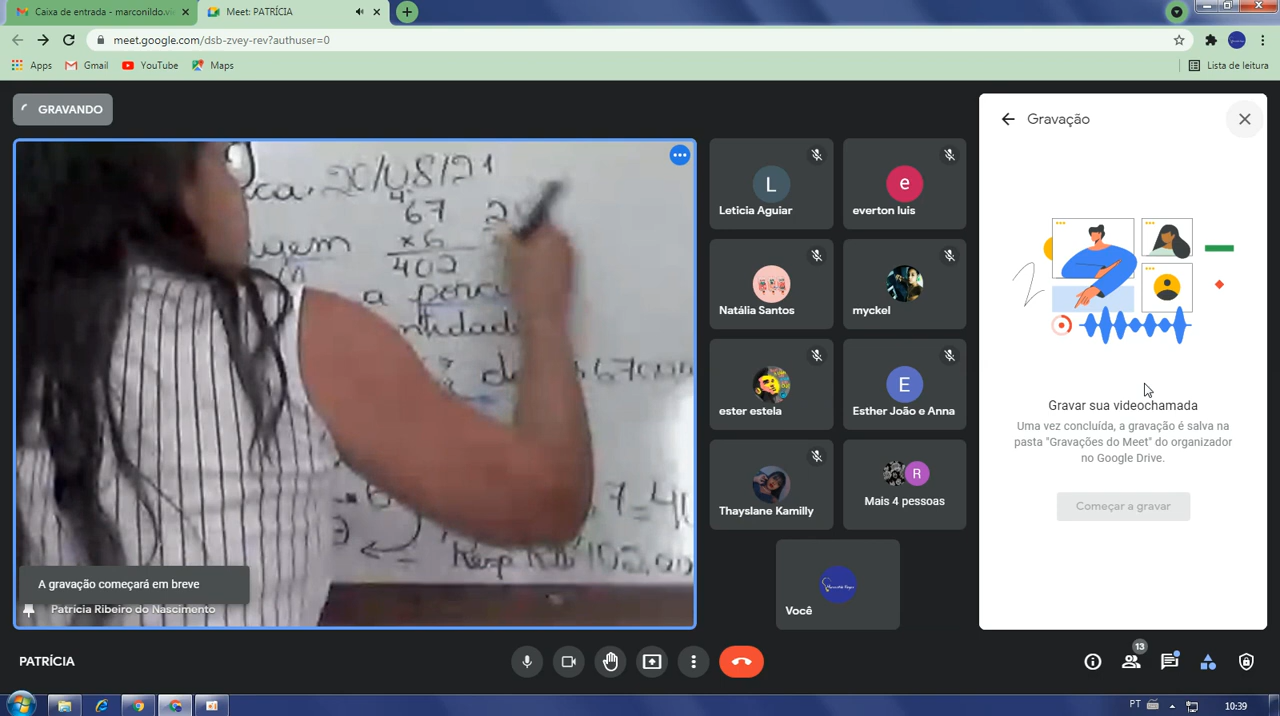 Caixa de entrada - marconildo.vi
Meet: PATRÍCIA
meet.google.com/dsb-zvey-rev?authuser=0
Apps
Gmail
YouTube
Maps
Lista de leitura
GRAVANDO
20/08/21
67
×6
402
a
67000
Resp
A gravação começará em breve
Patrícia Ribeiro do Nascimento
L
Leticia Aguiar
e
everton luis
Natália Santos
myckel
ester estela
E
Esther João e Anna
Thayslane Kamilly
R
Mais 4 pessoas
Você
Gravação
Gravar sua videochamada
Uma vez concluída, a gravação é salva na
pasta "Gravações do Meet" do organizador
no Google Drive.
Começar a gravar
PATRÍCIA
13
PT
10:39